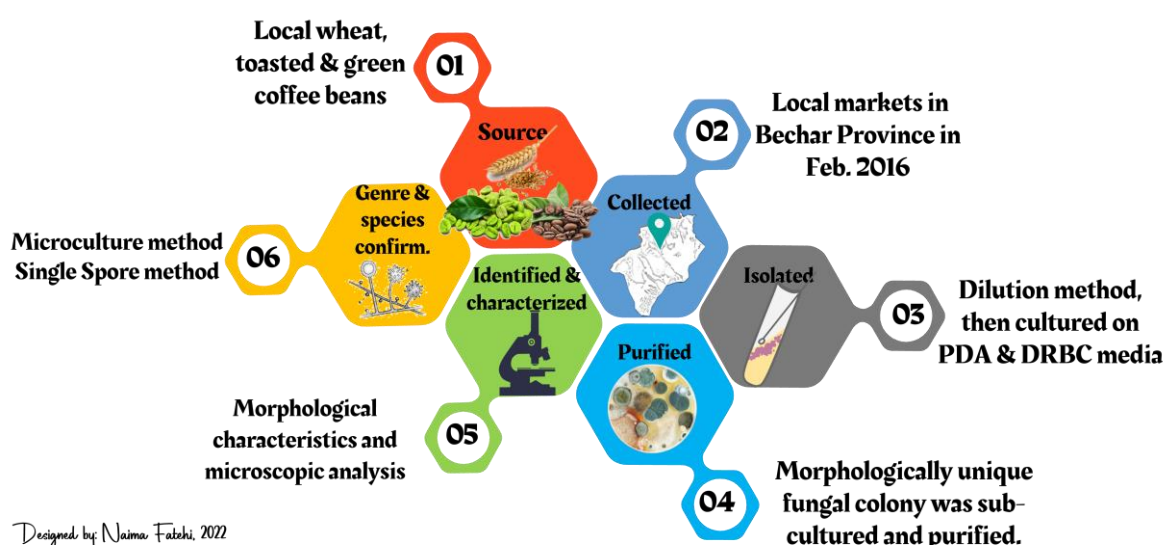 Local wheat,
toasted & green
coffee beans
01
Source
02
Local markets in
Bechar Province in
Feb. 2016
Collected
Isolated
03
Dilution method,
then cultured on
PDA & DRBC media
Purified
04
Morphologically unique
fungal colony was sub-
cultured and purified.
Identified &
characterized
05
Morphological
characteristics and
microscopic analysis
Genre &
species
confirm.
06
Microculture method
Single Spore method
Designed by: Naima Fatehi, 2022